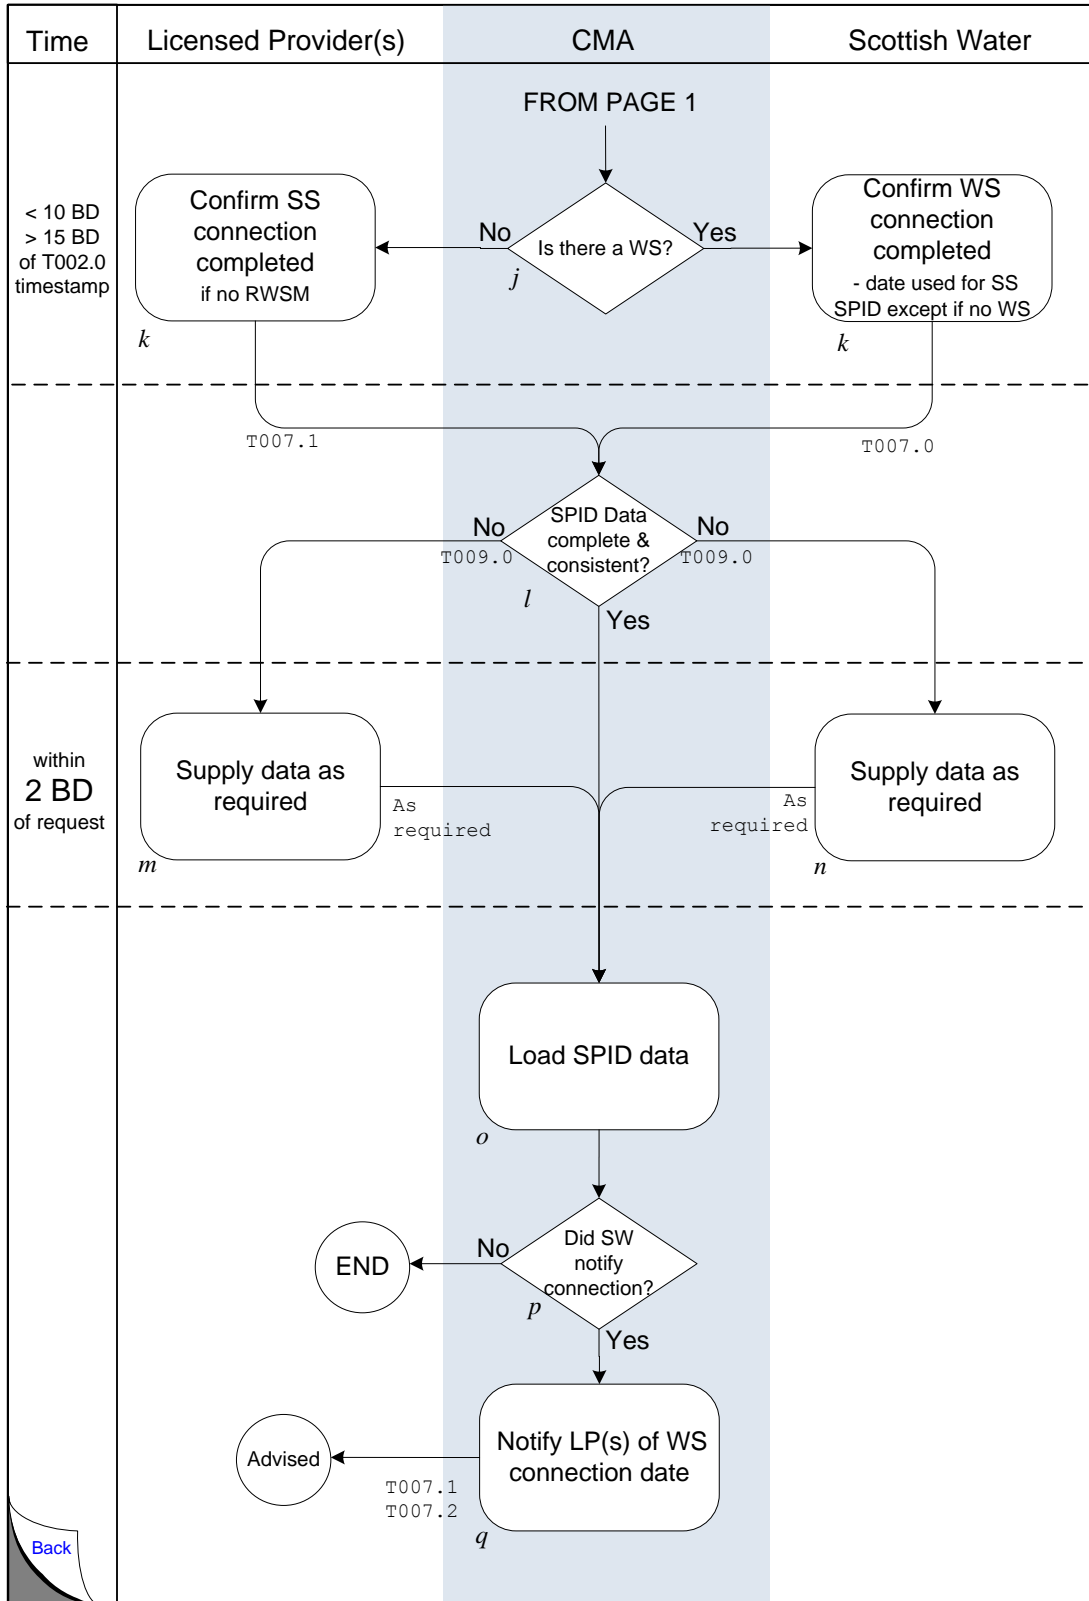 Time
Licensed Provider(s)
CMA
Scottish Water
FROM PAGE 1
< 10 BD
> 15 BD
of T002.0
timestamp
Confirm SS
connection
completed
if no RWSM
k
No
Is there a WS?
Yes
j
Confirm WS
connection
completed
- date used for SS
SPID except if no WS
k
T007.1
T007.0
No
T009.0
SPID Data
complete &
consistent?
No
T009.0
l
Yes
within
2 BD
of request
Supply data as
required
m
As
required
As
required
Supply data as
required
n
Load SPID data
o
END
No
Did SW
notify
connection?
p
Yes
Advised
T007.1
T007.2
Notify LP(s) of WS
connection date
q
Back